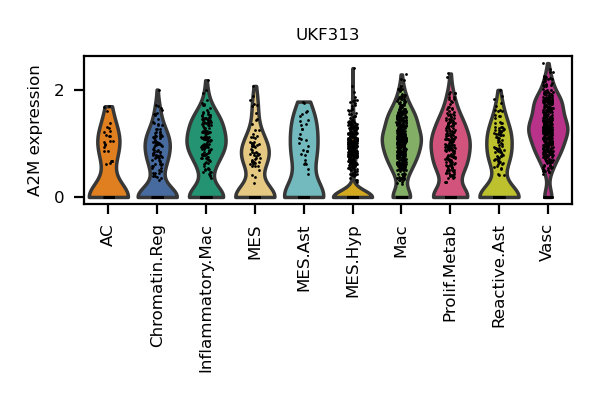 UKF313
A2M expression
2
0
AC
Chromatin.Reg
Inflammatory.Mac
MES
MES.Ast
MES.Hyp
Mac
Prolif.Metab
Reactive.Ast
Vasc